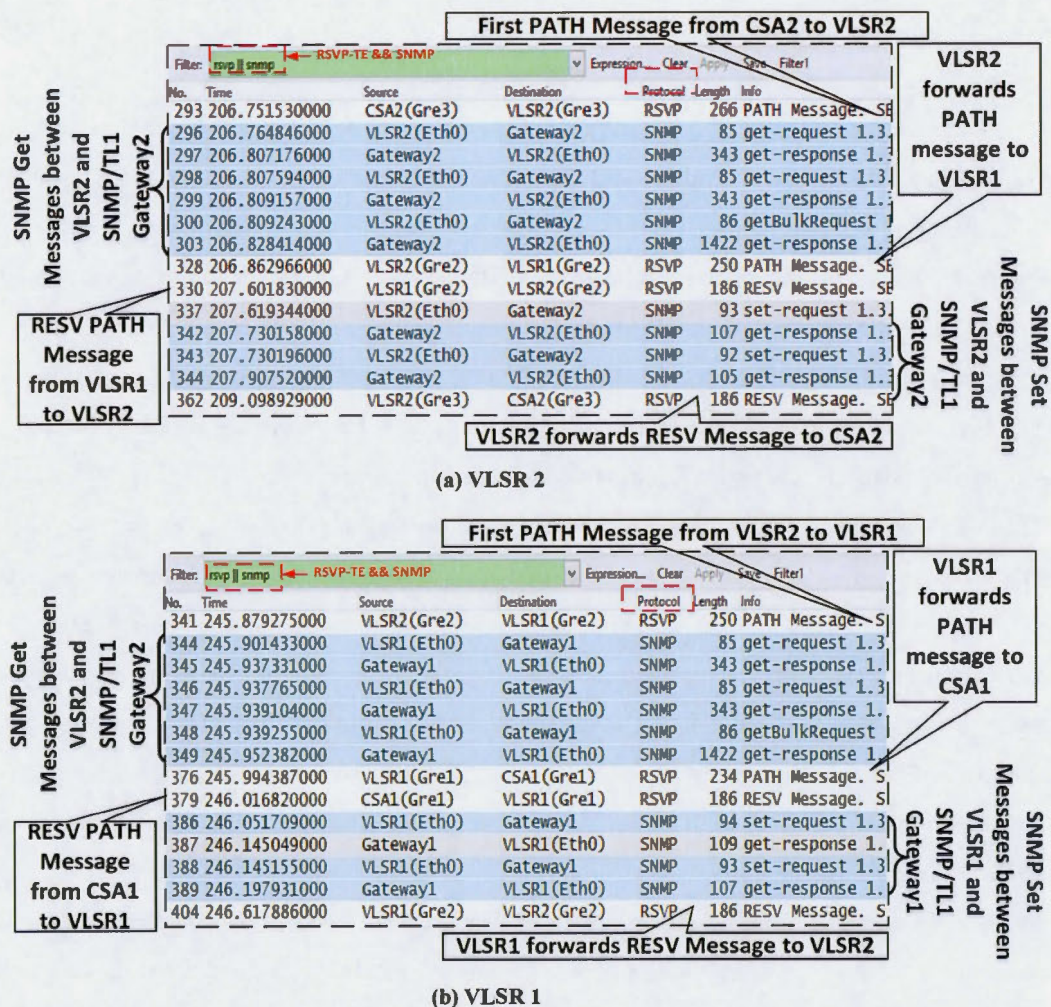 First PATH Message from CSA2 to VLSR2
Filter: rsvp || snmp RSVP-TE && SNMP Expression... Clear Apply Save Filter1
No. Time Source Destination Protocol Length Info
293 206.751530000 CSA2(Gre3) VLSR2(Gre3) RSVP 266 PATH Message. SE
296 206.764846000 VLSR2(Eth0) Gateway2 SNMP 85 get-request 1.3.
297 206.807176000 Gateway2 VLSR2(Eth0) SNMP 343 get-response 1.3
298 206.807594000 VLSR2(Eth0) Gateway2 SNMP 85 get-request 1.3.
299 206.809157000 Gateway2 VLSR2(Eth0) SNMP 343 get-response 1.3
300 206.809243000 VLSR2(Eth0) Gateway2 SNMP 86 getBulkRequest
303 206.828414000 Gateway2 VLSR2(Eth0) SNMP 1422 get-response 1.3
328 206.862966000 VLSR2(Gre2) VLSR1(Gre2) RSVP 250 PATH Message. SE
330 207.601830000 VLSR1(Gre2) VLSR2(Gre2) RSVP 186 RESV Message. SE
337 207.619344000 VLSR2(Eth0) Gateway2 SNMP 93 set-request 1.3.
342 207.730158000 Gateway2 VLSR2(Eth0) SNMP 107 get-response 1.3
343 207.730196000 VLSR2(Eth0) Gateway2 SNMP 92 set-request 1.3.
344 207.907520000 Gateway2 VLSR2(Eth0) SNMP 105 get-response 1.3
362 209.098929000 VLSR2(Gre3) CSA2(Gre3) RSVP 186 RESV Message. SE
SNMP Get
Messages between
VLSR2 and
SNMP/TL1
Gateway2
RESV PATH
Message
from VLSR1
to VLSR2
VLSR2
forwards
PATH
message to
VLSR1
SNMP Set
Messages between
VLSR2 and
SNMP/TL1
Gateway2
VLSR2 forwards RESV Message to CSA2
(a) VLSR 2
First PATH Message from VLSR2 to VLSR1
Filter: rsvp || snmp RSVP-TE && SNMP Expression... Clear Apply Save Filter1
No. Time Source Destination Protocol Length Info
341 245.879275000 VLSR2(Gre2) VLSR1(Gre2) RSVP 250 PATH Message. S
344 245.901433000 VLSR1(Eth0) Gateway1 SNMP 85 get-request 1.3
345 245.937331000 Gateway1 VLSR1(Eth0) SNMP 343 get-response 1.
346 245.937765000 VLSR1(Eth0) Gateway1 SNMP 85 get-request 1.3
347 245.939104000 Gateway1 VLSR1(Eth0) SNMP 343 get-response 1.
348 245.939255000 VLSR1(Eth0) Gateway1 SNMP 86 getBulkRequest
349 245.952382000 Gateway1 VLSR1(Eth0) SNMP 1422 get-response 1.
376 245.994387000 VLSR1(Gre1) CSA1(Gre1) RSVP 234 PATH Message. S
379 246.016820000 CSA1(Gre1) VLSR1(Gre1) RSVP 186 RESV Message. S
386 246.051709000 VLSR1(Eth0) Gateway1 SNMP 94 set-request 1.3
387 246.145049000 Gateway1 VLSR1(Eth0) SNMP 109 get-response 1.
388 246.145155000 VLSR1(Eth0) Gateway1 SNMP 93 set-request 1.3
389 246.197931000 Gateway1 VLSR1(Eth0) SNMP 107 get-response 1.
404 246.617886000 VLSR1(Gre2) VLSR2(Gre2) RSVP 186 RESV Message. S
SNMP Get
Messages between
VLSR2 and
SNMP/TL1
Gateway2
RESV PATH
Message
from CSA1
to VLSR1
VLSR1
forwards
PATH
message to
CSA1
SNMP Set
Messages between
VLSR1 and
SNMP/TL1
Gateway1
VLSR1 forwards RESV Message to VLSR2
(b) VLSR 1